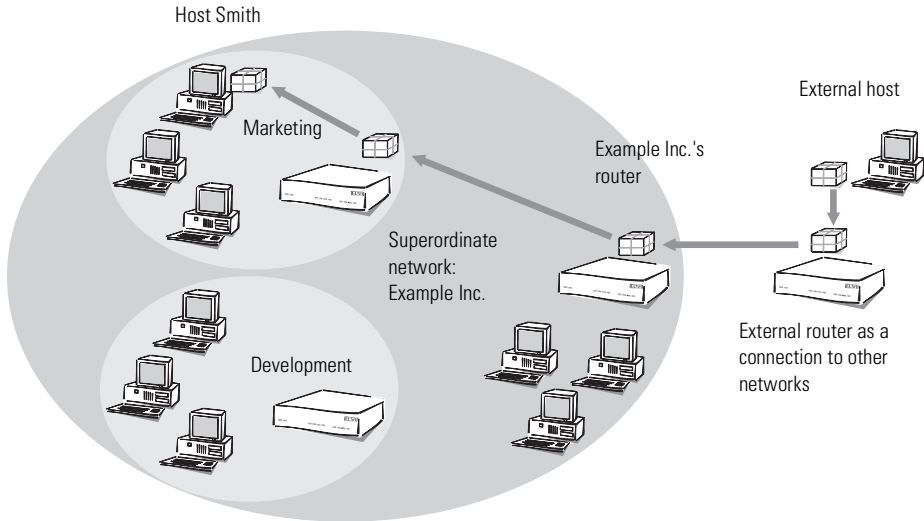 Host Smith
External host
Marketing
Example Inc.'s
router
Superordinate
network:
Example Inc.
External router as a
connection to other
networks
Development